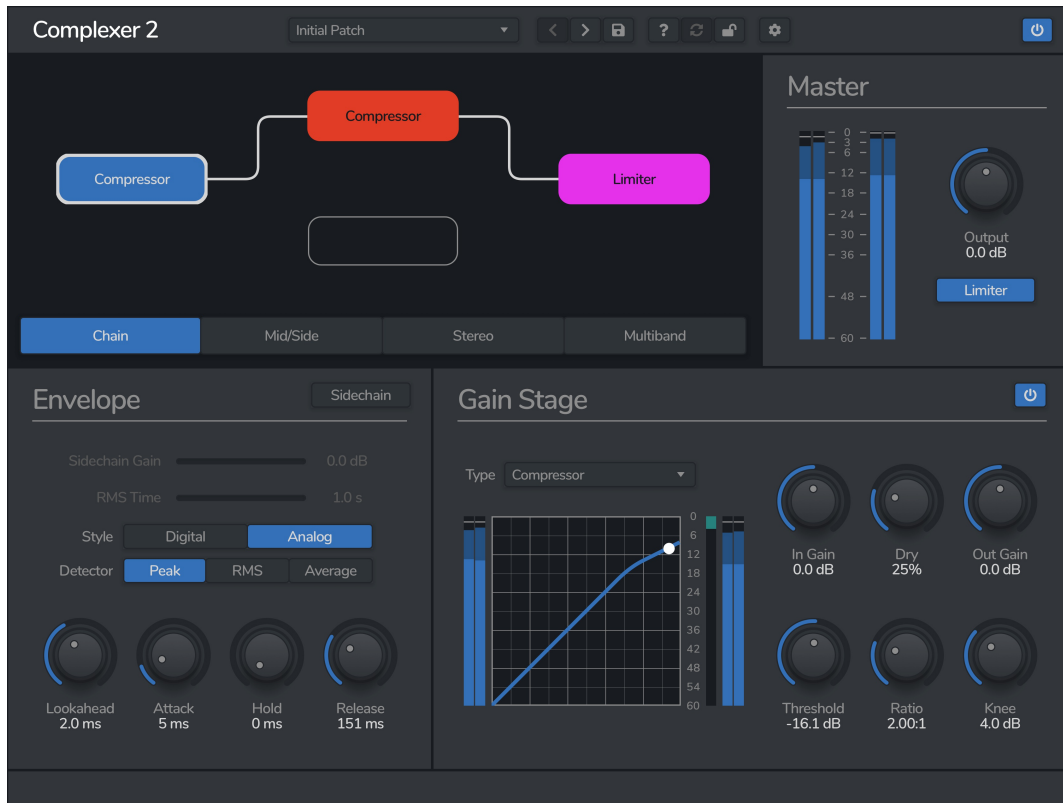 Complexer 2
Initial Patch
?
Compressor
Compressor
Limiter
Chain
Mid/Side
Stereo
Multiband
Master
0
3
6
12
18
24
30
36
48
60
Output
0.0 dB
Limiter
Envelope
Sidechain
Sidechain Gain 0.0 dB
RMS Time 1.0 s
Style Digital Analog
Detector Peak RMS Average
Lookahead Attack Hold Release
2.0 ms 5 ms 0 ms 151 ms
Gain Stage
Type Compressor
0
6
12
18
24
30
36
42
48
54
60
In Gain Dry Out Gain
0.0 dB 25% 0.0 dB
Threshold Ratio Knee
-16.1 dB 2.00:1 4.0 dB